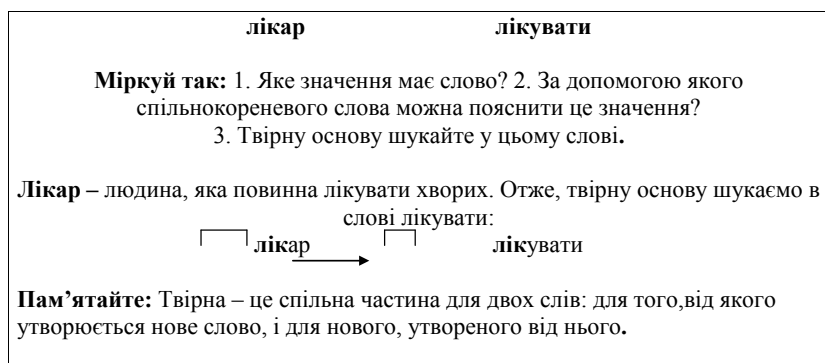 лікар лікувати
Міркуй так: 1. Яке значення має слово? 2. За допомогою якого
спільнокореневого слова можна пояснити це значення?
3. Твірну основу шукайте у цьому слові.
Лікар – людина, яка повинна лікувати хворих. Отже, твірну основу шукаємо в
слові лікувати:
лікар лікувати
Пам’ятайте: Твірна – це спільна частина для двох слів: для того,від якого
утворюється нове слово, і для нового, утвореного від нього.